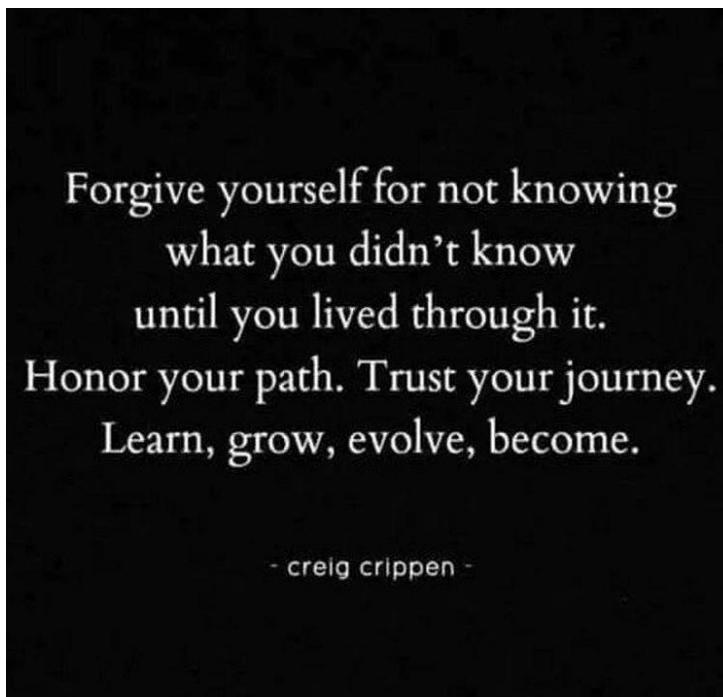 Forgive yourself for not knowing
what you didn't know
until you lived through it.
Honor your path. Trust your journey.
Learn, grow, evolve, become.
- creig crippen -